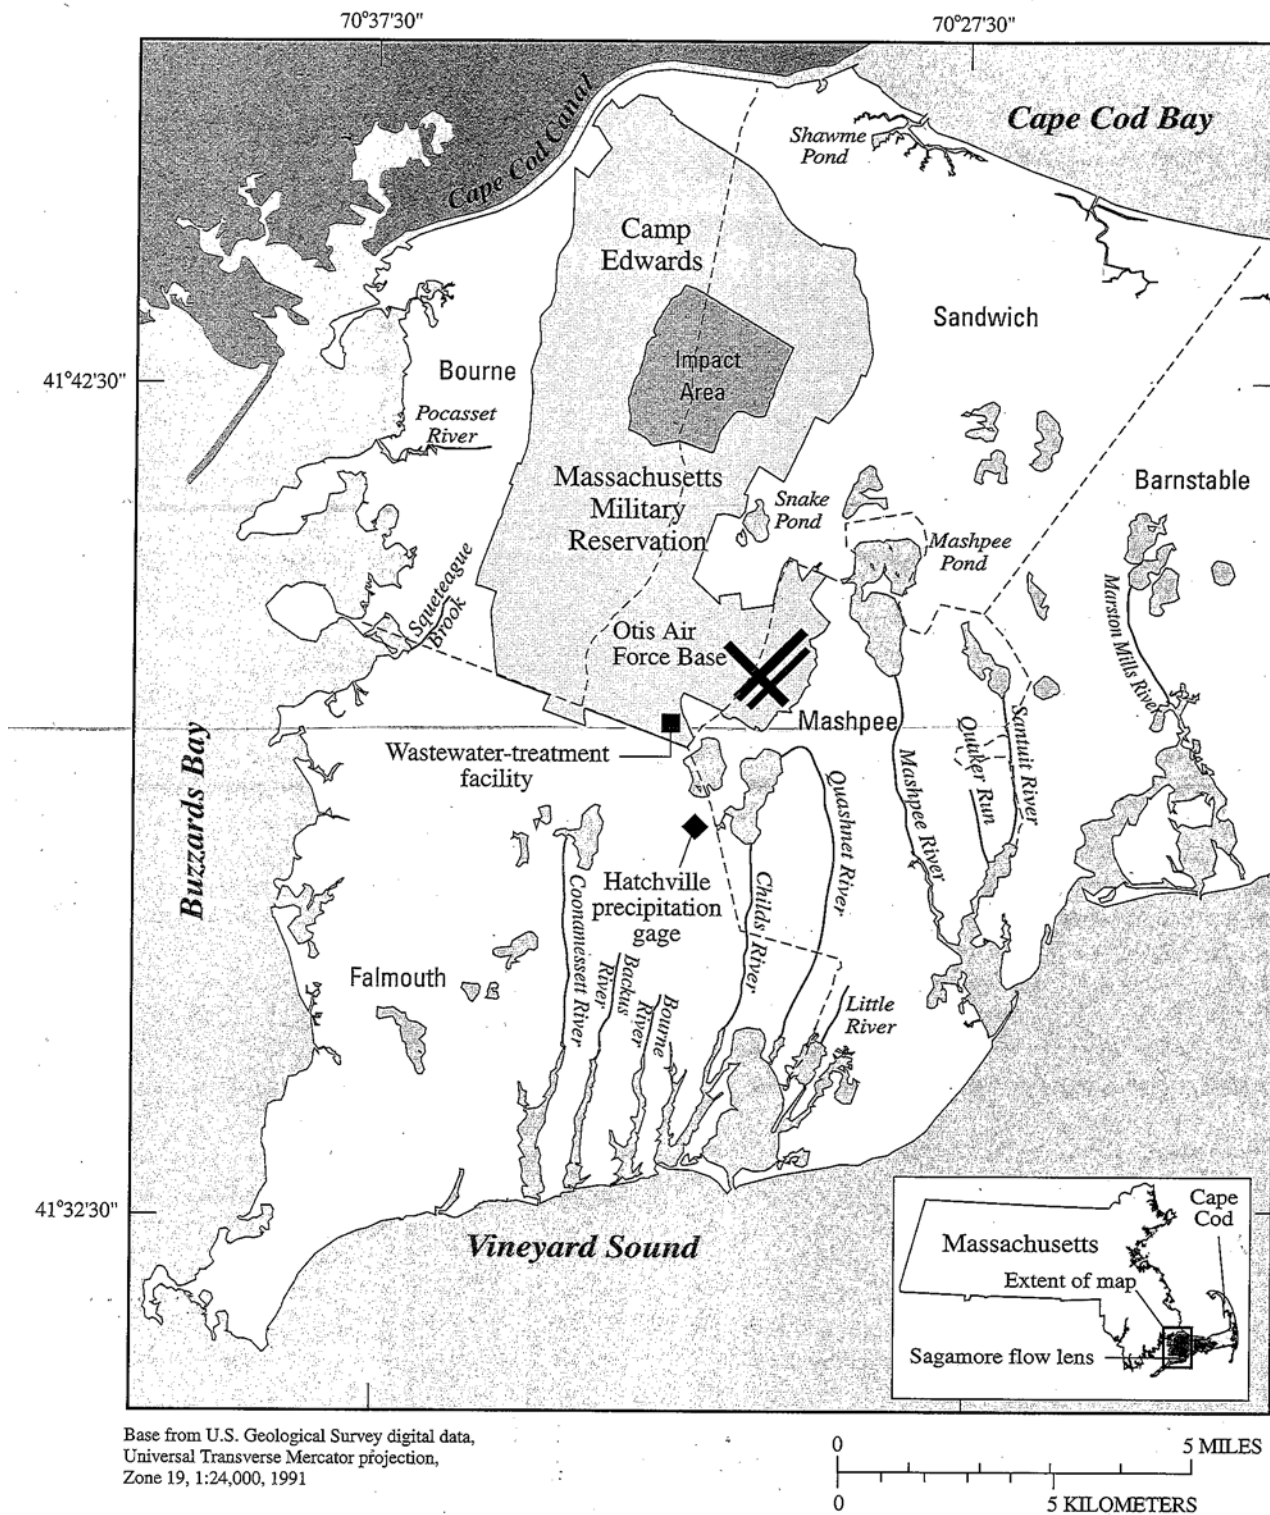 70°37'30"
70°27'30"
Cape Cod Canal
Cape Cod Bay
Shawme
Pond
Camp
Edwards
Sandwich
Impact
Area
41°42'30"
Bourne
Pocasset
River
Massachusetts
Military
Reservation
Snake
Pond
Barnstable
Mashpee
Pond
Squeteague
Brook
Marston Mills River
Otis Air
Force Base
Mashpee
Wastewater-treatment
facility
Buzzards Bay
Quashnet River
Mashpee River
Quaker Run
Santuit River
Hatchville
precipitation
gage
Coonamessett River
Childs River
Falmouth
Backus
River
Bourne
River
Little
River
41°32'30"
Vineyard Sound
Cape
Cod
Massachusetts
Extent of map
Sagamore flow lens
Base from U.S. Geological Survey digital data,
Universal Transverse Mercator projection,
Zone 19, 1:24,000, 1991
0 5 MILES
0 5 KILOMETERS